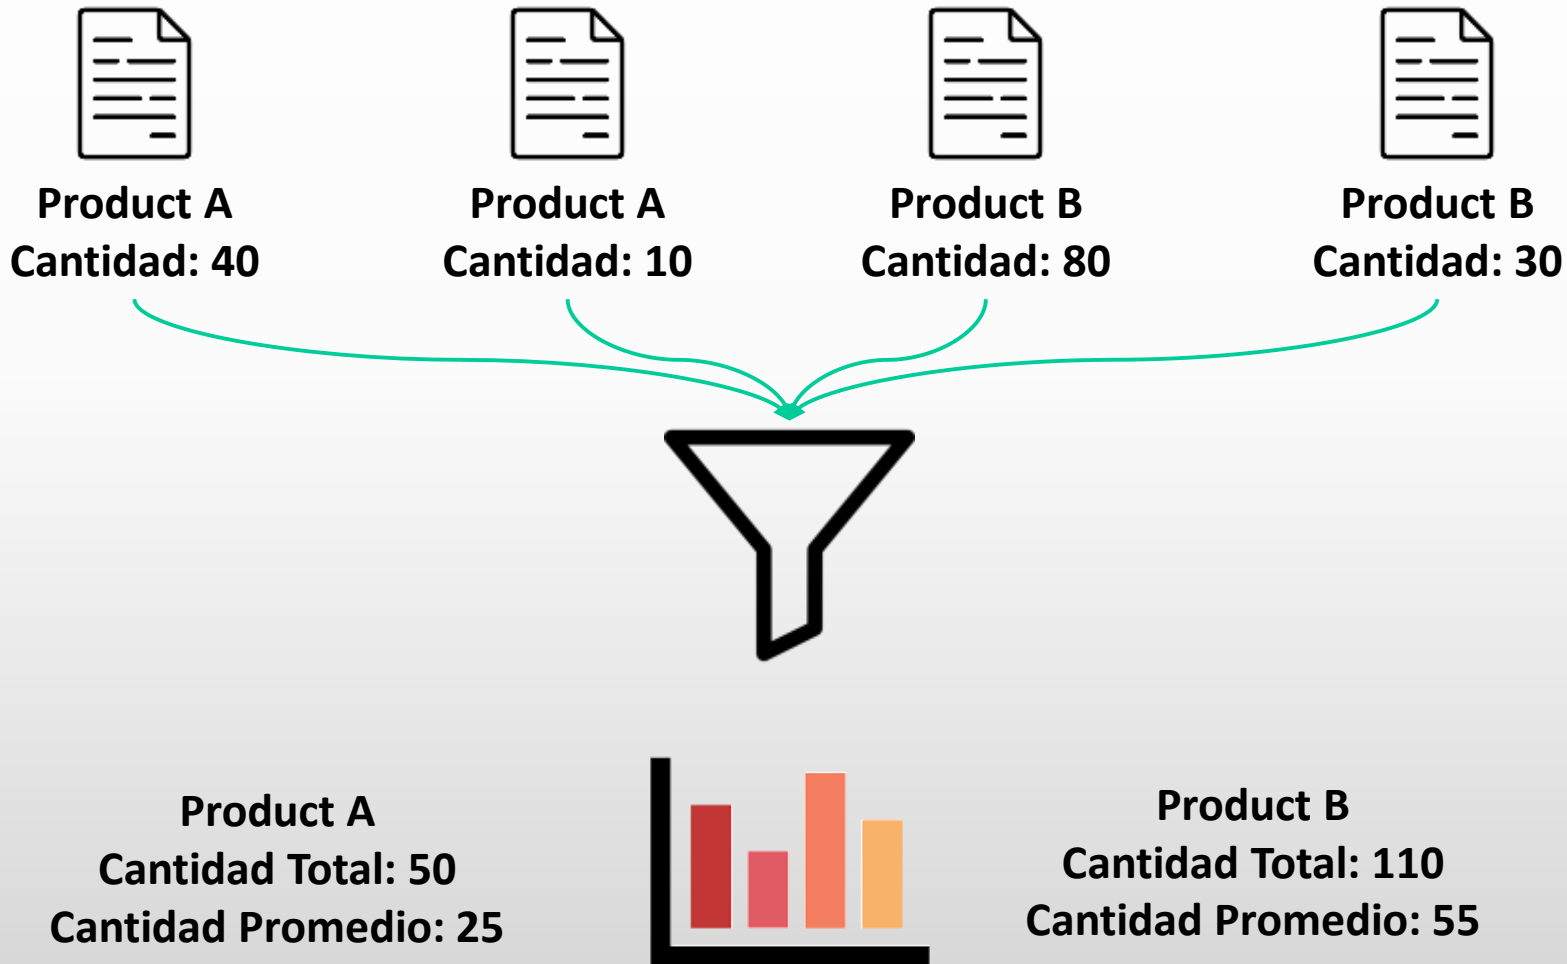 Product A
Cantidad: 40
Product A
Cantidad: 10
Product B
Cantidad: 80
Product B
Cantidad: 30
Product A
Cantidad Total: 50
Cantidad Promedio: 25
Product B
Cantidad Total: 110
Cantidad Promedio: 55